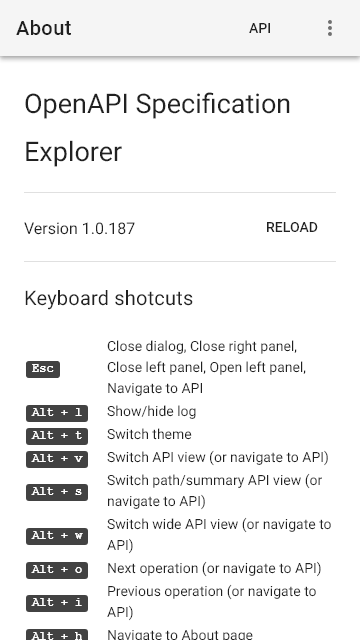 About
API
OpenAPI Specification
Explorer
Version 1.0.187
RELOAD
Keyboard shotcuts
Esc
Close dialog, Close right panel,
Close left panel, Open left panel,
Navigate to API
Alt + l Show/hide log
Alt + t Switch theme
Alt + v Switch API view (or navigate to API)
Alt + s Switch path/summary API view (or
navigate to API)
Alt + w Switch wide API view (or navigate to
API)
Alt + o Next operation (or navigate to API)
Alt + i Previous operation (or navigate to
API)
Alt + h Navigate to About page